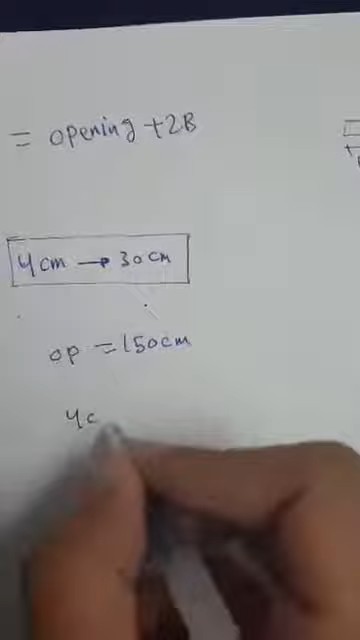 = opening +2B
4cm → 30cm
op = 150cm
4c